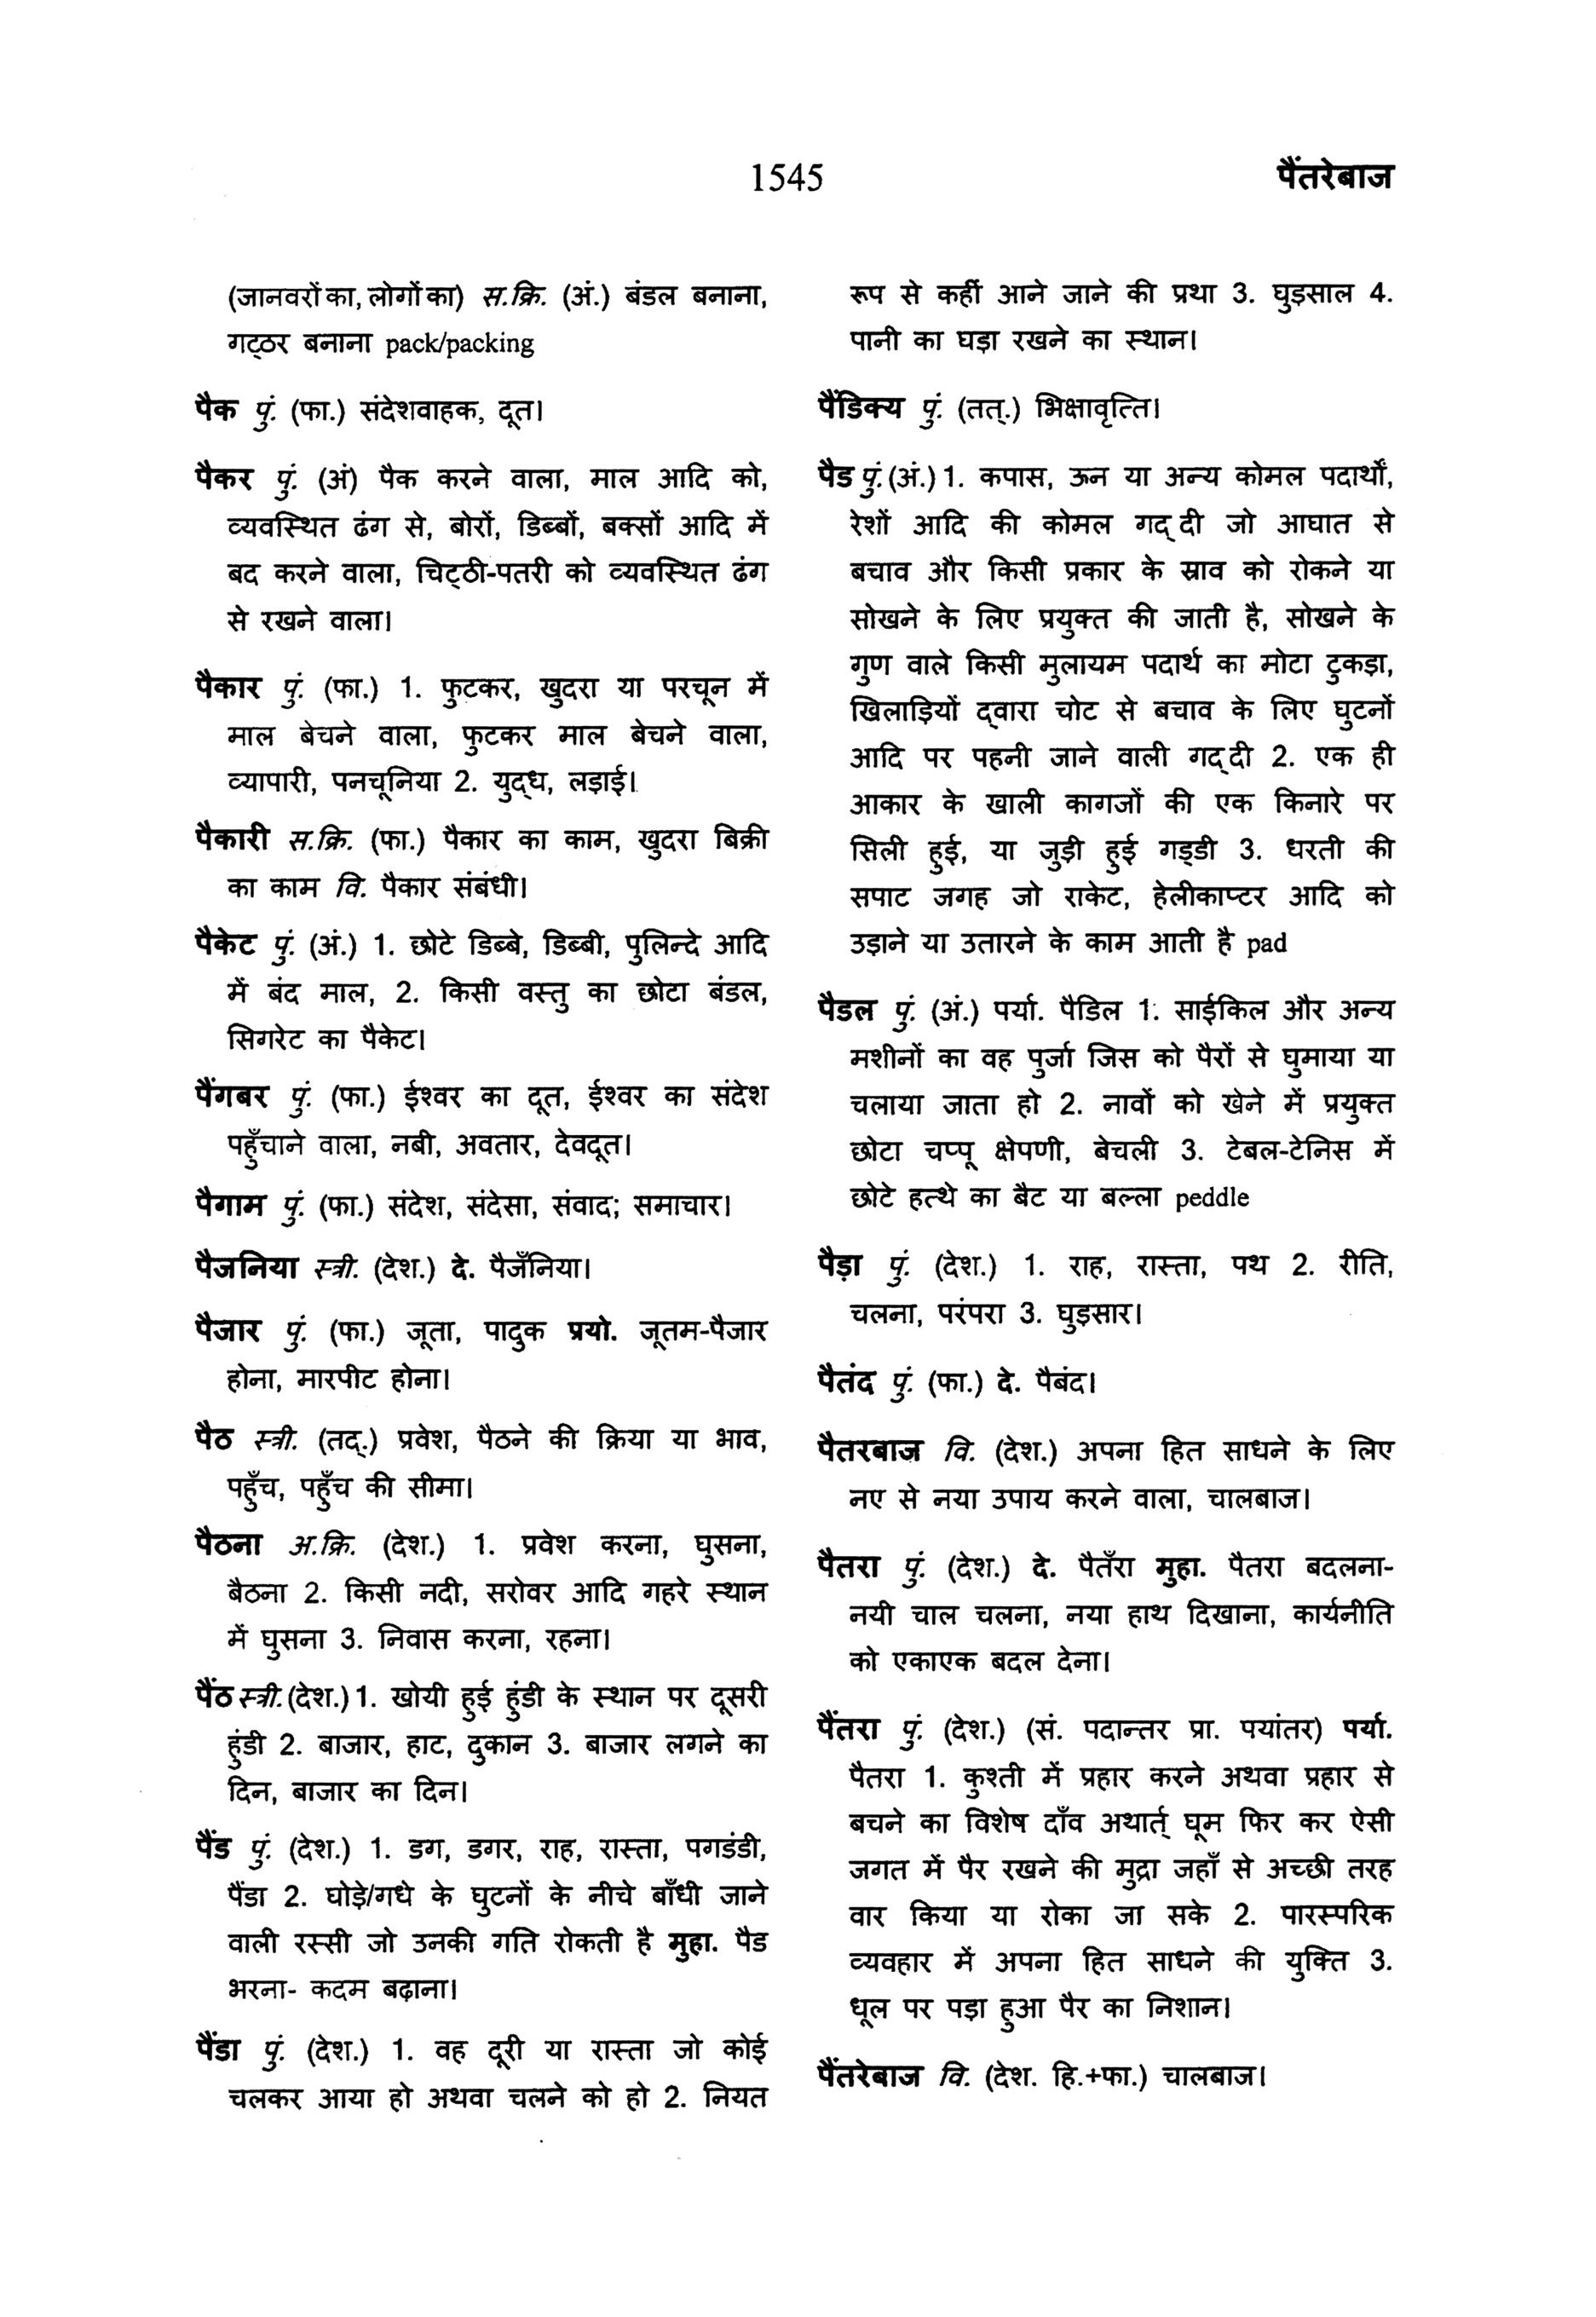 1545
पैंतरेबाज
(जानवरों का, लोगों का) स.क्रि. (अं.) बंडल बनाना,
गट्ठर बनाना pack/packing
पैक पुं. (फा.) संदेशवाहक, दूत।
पैकर पुं. (अं) पैक करने वाला, माल आदि को,
व्यवस्थित ढंग से, बोरों, डिब्बों, बक्सों आदि में
बद करने वाला, चिट्ठी-पतरी को व्यवस्थित ढंग
से रखने वाला।
पैकार पुं. (फा.) 1. फुटकर, खुदरा या परचून में
माल बेचने वाला, फुटकर माल बेचने वाला,
व्यापारी, पनचूनिया 2. युद्ध, लड़ाई।
पैकारी स.क्रि. (फा.) पैकार का काम, खुदरा बिक्री
का काम वि. पैकार संबंधी।
पैकेट पुं. (अं.) 1. छोटे डिब्बे, डिब्बी, पुलिन्दे आदि
में बंद माल, 2. किसी वस्तु का छोटा बंडल,
सिगरेट का पैकेट।
पैंगबर पुं. (फा.) ईश्वर का दूत, ईश्वर का संदेश
पहुँचाने वाला, नबी, अवतार, देवदूत।
पैगाम पुं. (फा.) संदेश, संदेसा, संवाद; समाचार।
पैजनिया स्त्री. (देश.) दे. पैजँनिया।
पैजार पुं. (फा.) जूता, पादुक प्रयो. जूतम-पैजार
होना, मारपीट होना।
पैठ स्त्री. (तद्.) प्रवेश, पैठने की क्रिया या भाव,
पहुँच, पहुँच की सीमा।
पैठना अ.क्रि. (देश.) 1. प्रवेश करना, घुसना,
बैठना 2. किसी नदी, सरोवर आदि गहरे स्थान
में घुसना 3. निवास करना, रहना।
पैंठ स्त्री. (देश.) 1. खोयी हुई हुंडी के स्थान पर दूसरी
हुंडी 2. बाजार, हाट, दुकान 3. बाजार लगने का
दिन, बाजार का दिन।
पैंड पुं. (देश.) 1. डग, डगर, राह, रास्ता, पगडंडी,
पैंडा 2. घोड़े/गधे के घुटनों के नीचे बाँधी जाने
वाली रस्सी जो उनकी गति रोकती है मुहा. पैड
भरना- कदम बढ़ाना।
पैंडा पुं. (देश.) 1. वह दूरी या रास्ता जो कोई
चलकर आया हो अथवा चलने को हो 2. नियत
रूप से कहीं आने जाने की प्रथा 3. घुड़साल 4.
पानी का घड़ा रखने का स्थान।
पैंडिक्य पुं. (तत्.) भिक्षावृत्ति।
पैड पुं. (अं.) 1. कपास, ऊन या अन्य कोमल पदार्थों,
रेशों आदि की कोमल गद्दी जो आघात से
बचाव और किसी प्रकार के स्राव को रोकने या
सोखने के लिए प्रयुक्त की जाती है, सोखने के
गुण वाले किसी मुलायम पदार्थ का मोटा टुकड़ा,
खिलाड़ियों द्वारा चोट से बचाव के लिए घुटनों
आदि पर पहनी जाने वाली गद्दी 2. एक ही
आकार के खाली कागजों की एक किनारे पर
सिली हुई, या जुड़ी हुई गड्डी 3. धरती की
सपाट जगह जो राकेट, हेलीकाप्टर आदि को
उड़ाने या उतारने के काम आती है pad
पैडल पुं. (अं.) पर्या. पैडिल 1. साईकिल और अन्य
मशीनों का वह पुर्जा जिस को पैरों से घुमाया या
चलाया जाता हो 2. नावों को खेने में प्रयुक्त
छोटा चप्पू क्षेपणी, बेचली 3. टेबल-टेनिस में
छोटे हत्थे का बैट या बल्ला peddle
पैड़ा पुं. (देश.) 1. राह, रास्ता, पथ 2. रीति,
चलना, परंपरा 3. घुड़सार।
पैतंद पुं. (फा.) दे. पैबंद।
पैतरबाज वि. (देश.) अपना हित साधने के लिए
नए से नया उपाय करने वाला, चालबाज।
पैतरा पुं. (देश.) दे. पैतँरा मुहा. पैतरा बदलना-
नयी चाल चलना, नया हाथ दिखाना, कार्यनीति
को एकाएक बदल देना।
पैंतरा पुं. (देश.) (सं. पदान्तर प्रा. पयांतर) पर्या.
पैतरा 1. कुश्ती में प्रहार करने अथवा प्रहार से
बचने का विशेष दाँव अथार्त् घूम फिर कर ऐसी
जगत में पैर रखने की मुद्रा जहाँ से अच्छी तरह
वार किया या रोका जा सके 2. पारस्परिक
व्यवहार में अपना हित साधने की युक्ति 3.
धूल पर पड़ा हुआ पैर का निशान।
पैंतरेबाज वि. (देश. हि.+फा.) चालबाज।